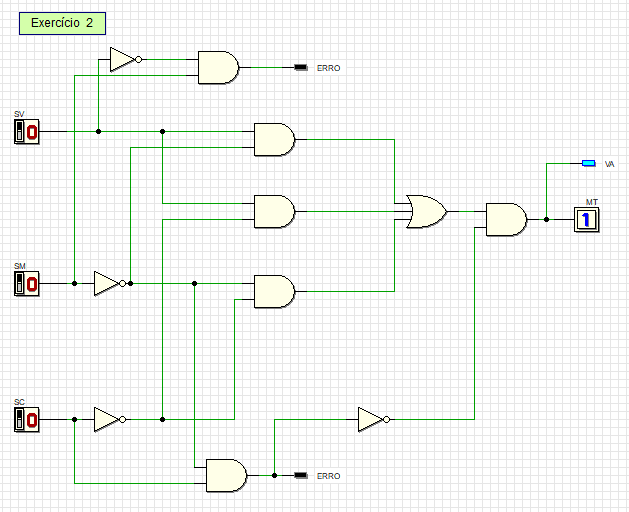 Exercício 2
ERRO
SV
0
VA
MT
1
SM
0
SC
0
ERRO